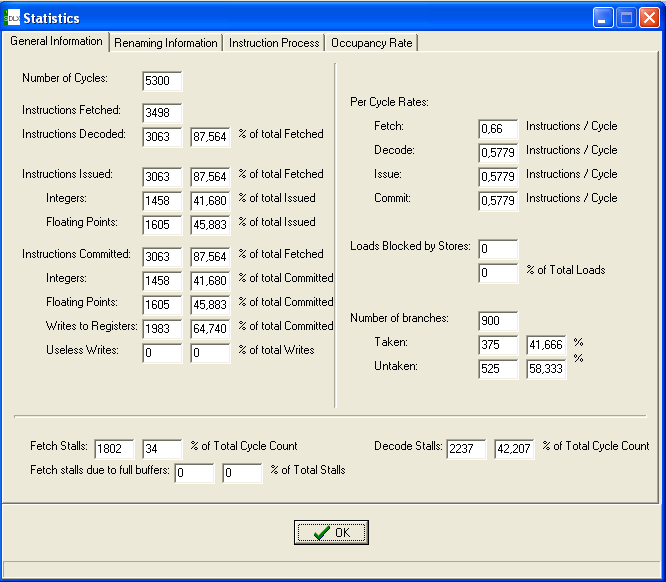 DLX Statistics
General Information Renaming Information Instruction Process Occupancy Rate
Number of Cycles: 5300
Instructions Fetched: 3498
Instructions Decoded: 3063 87,564 % of total Fetched
Instructions Issued: 3063 87,564 % of total Fetched
Integers: 1458 41,680 % of total Issued
Floating Points: 1605 45,883 % of total Issued
Instructions Committed: 3063 87,564 % of total Fetched
Integers: 1458 41,680 % of total Committed
Floating Points: 1605 45,883 % of total Committed
Writes to Registers: 1983 64,740 % of total Committed
Useless Writes: 0 0 % of total Writes
Per Cycle Rates:
Fetch: 0,66 Instructions / Cycle
Decode: 0,5779 Instructions / Cycle
Issue: 0,5779 Instructions / Cycle
Commit: 0,5779 Instructions / Cycle
Loads Blocked by Stores: 0
0 % of Total Loads
Number of branches: 900
Taken: 375 41,666 %
Untaken: 525 58,333 %
Fetch Stalls: 1802 34 % of Total Cycle Count
Decode Stalls: 2237 42,207 % of Total Cycle Count
Fetch stalls due to full buffers: 0 0 % of Total Stalls
OK